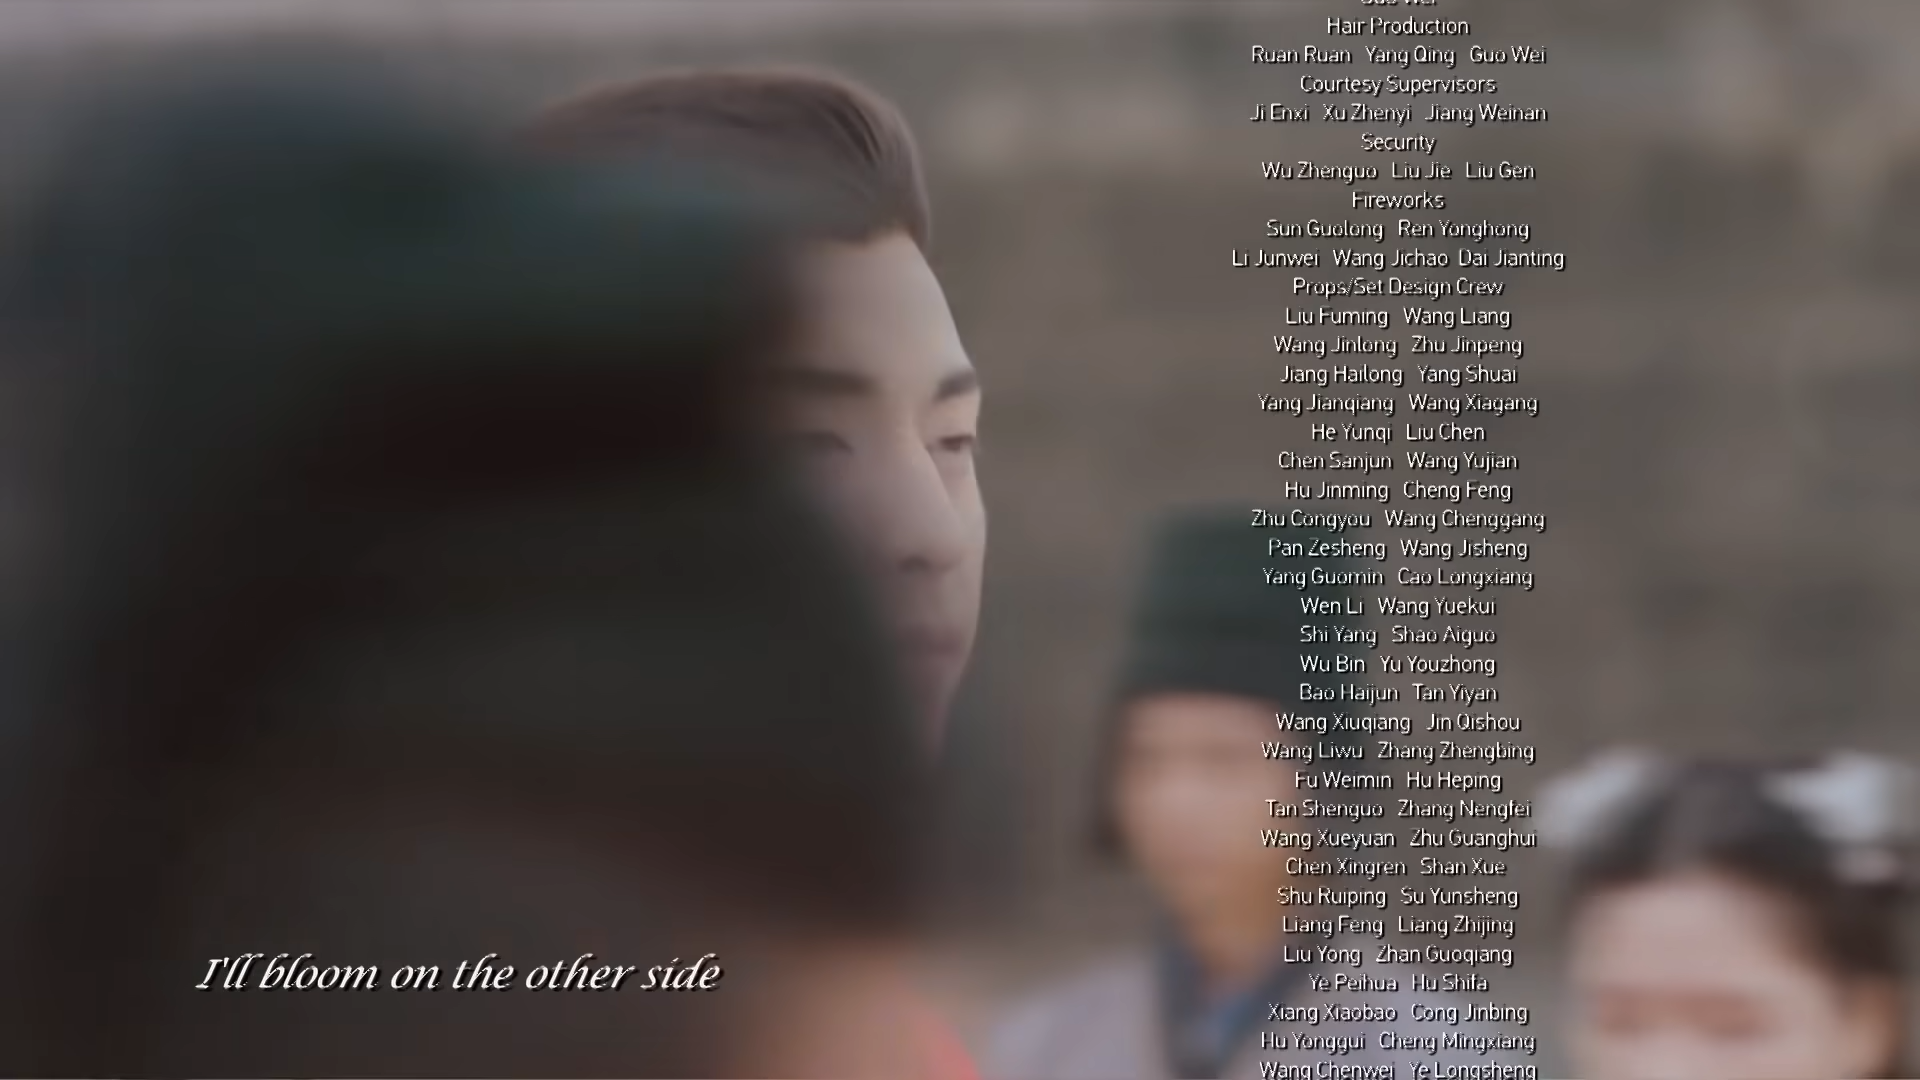 Hair Production
Ruan Ruan Yang Qing Guo Wei
Courtesy Supervisors
Ji Enxi Xu Zhenyi Jiang Weinan
Security
Wu Zhenguo Liu Jie Liu Gen
Fireworks
Sun Guolong Ren Yonghong
Li Junwei Wang Jichao Dai Jianting
Props/Set Design Crew
Liu Fuming Wang Liang
Wang Jinlong Zhu Jinpeng
Jiang Hailong Yang Shuai
Yang Jianqiang Wang Xiagang
He Yunqi Liu Chen
Chen Sanjun Wang Yujian
Hu Jinming Cheng Feng
Zhu Congyou Wang Chenggang
Pan Zesheng Wang Jisheng
Yang Guomin Cao Longxiang
Wen Li Wang Yuekui
Shi Yang Shao Aiguo
Wu Bin Yu Youzhong
Bao Haijun Tan Yiyan
Wang Xiuqiang Jin Qishou
Wang Liwu Zhang Zhengbing
Fu Weimin Hu Heping
Tan Shenguo Zhang Nengfei
Wang Xueyuan Zhu Guanghui
Chen Xingren Shan Xue
Shu Ruiping Su Yunsheng
Liang Feng Liang Zhijing
Liu Yong Zhan Guoqiang
Ye Peihua Hu Shifa
Xiang Xiaobao Cong Jinbing
Hu Yonggui Cheng Mingxiang
Wang Chenwei Ye Longsheng
I'll bloom on the other side